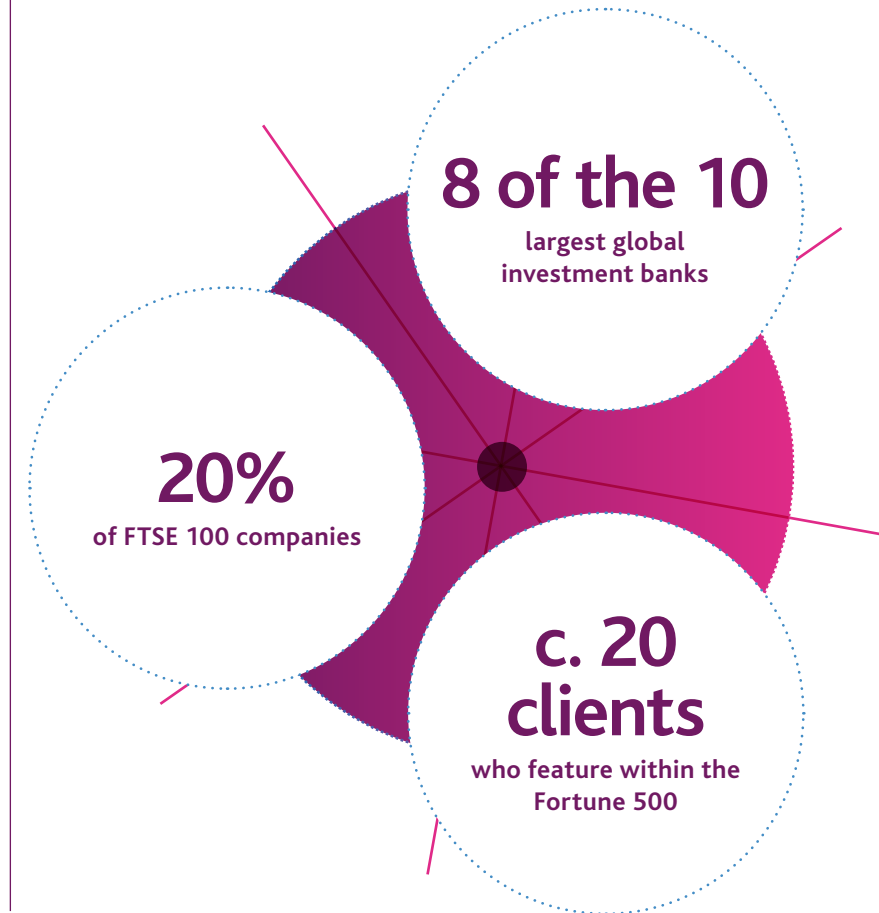 8 of the 10
largest global
investment banks
20%
of FTSE 100 companies
c. 20
clients
who feature within the
Fortune 500